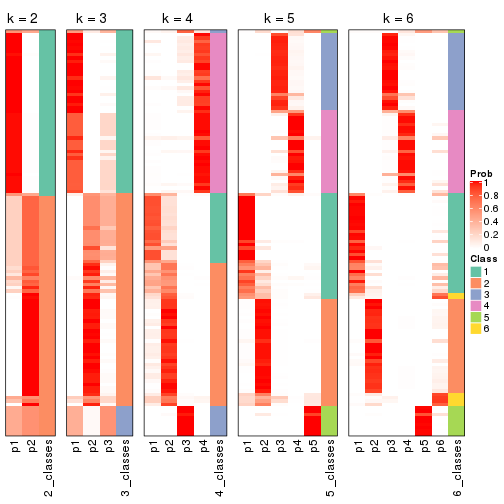 k = 2
k = 3
k = 4
k = 5
k = 6
p1
p2
2_classes
p1
p2
p3
3_classes
p1
p2
p3
p4
4_classes
p1
p2
p3
p4
p5
5_classes
p1
p2
p3
p4
p5
p6
6_classes
Prob
1
0.8
0.6
0.4
0.2
0
Class
1
2
3
4
5
6